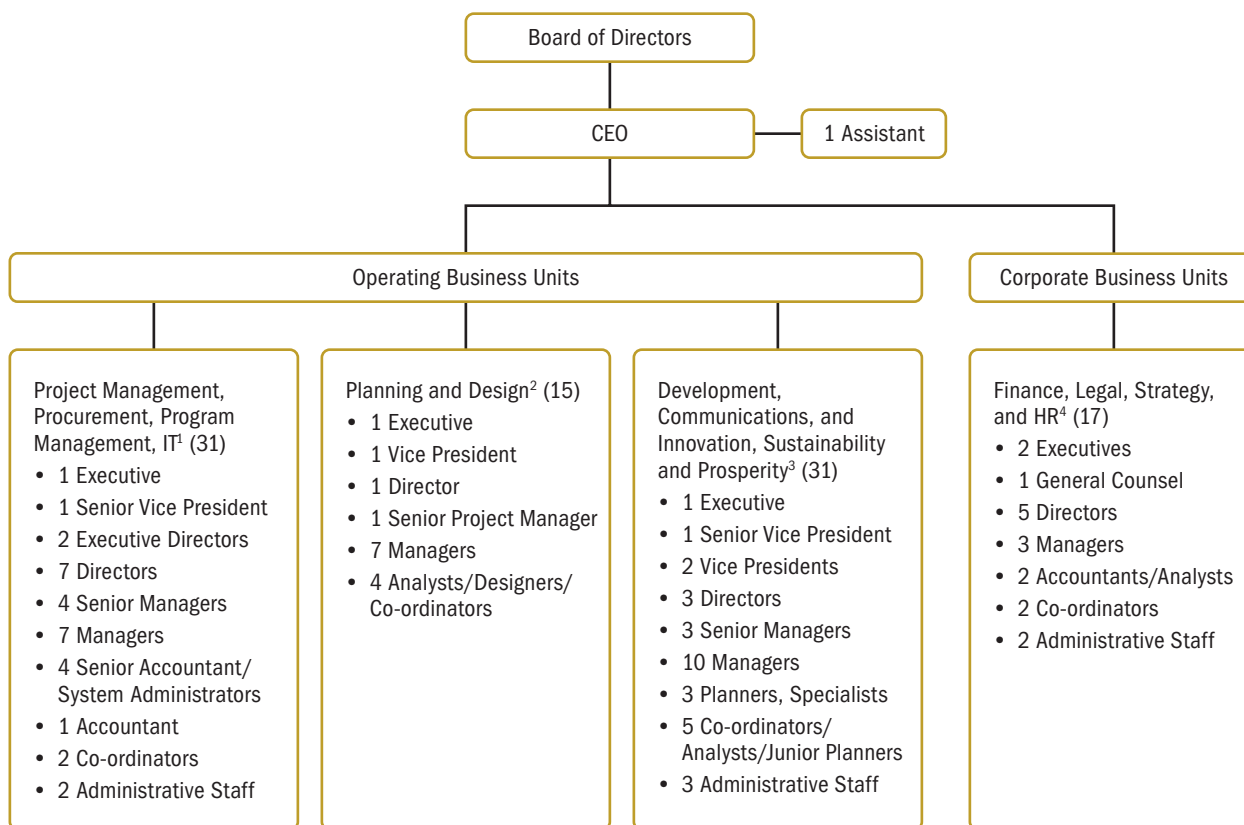 Board of Directors
CEO
1 Assistant
Operating Business Units
Corporate Business Units
Project Management,
Procurement, Program
Management, IT¹ (31)
• 1 Executive
• 1 Senior Vice President
• 2 Executive Directors
• 7 Directors
• 4 Senior Managers
• 7 Managers
• 4 Senior Accountant/
System Administrators
• 1 Accountant
• 2 Co-ordinators
• 2 Administrative Staff
Planning and Design² (15)
• 1 Executive
• 1 Vice President
• 1 Director
• 1 Senior Project Manager
• 7 Managers
• 4 Analysts/Designers/
Co-ordinators
Development,
Communications, and
Innovation, Sustainability
and Prosperity³ (31)
• 1 Executive
• 1 Senior Vice President
• 2 Vice Presidents
• 3 Directors
• 3 Senior Managers
• 10 Managers
• 3 Planners, Specialists
• 5 Co-ordinators/
Analysts/Junior Planners
• 3 Administrative Staff
Finance, Legal, Strategy,
and HR⁴ (17)
• 2 Executives
• 1 General Counsel
• 5 Directors
• 3 Managers
• 2 Accountants/Analysts
• 2 Co-ordinators
• 2 Administrative Staff